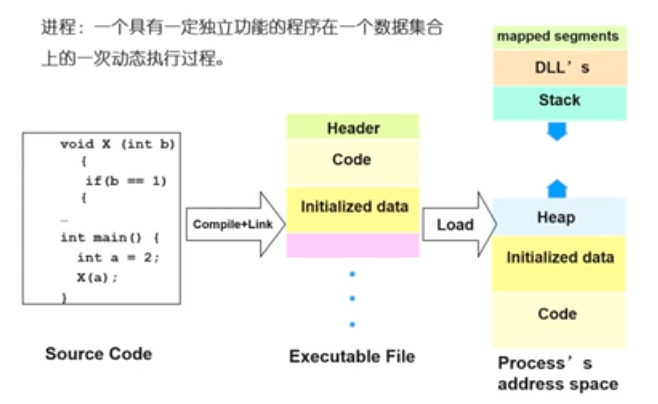 进程：一个具有一定独立功能的程序在一个数据集合
上的一次动态执行过程。
void X (int b)
{
if(b == 1)
{
…
int main() {
int a = 2;
X(a);
}
Source Code
Compile+Link
Header
Code
Initialized data
Executable File
Load
mapped segments
DLL’s
Stack
Heap
Initialized data
Code
Process’s
address space